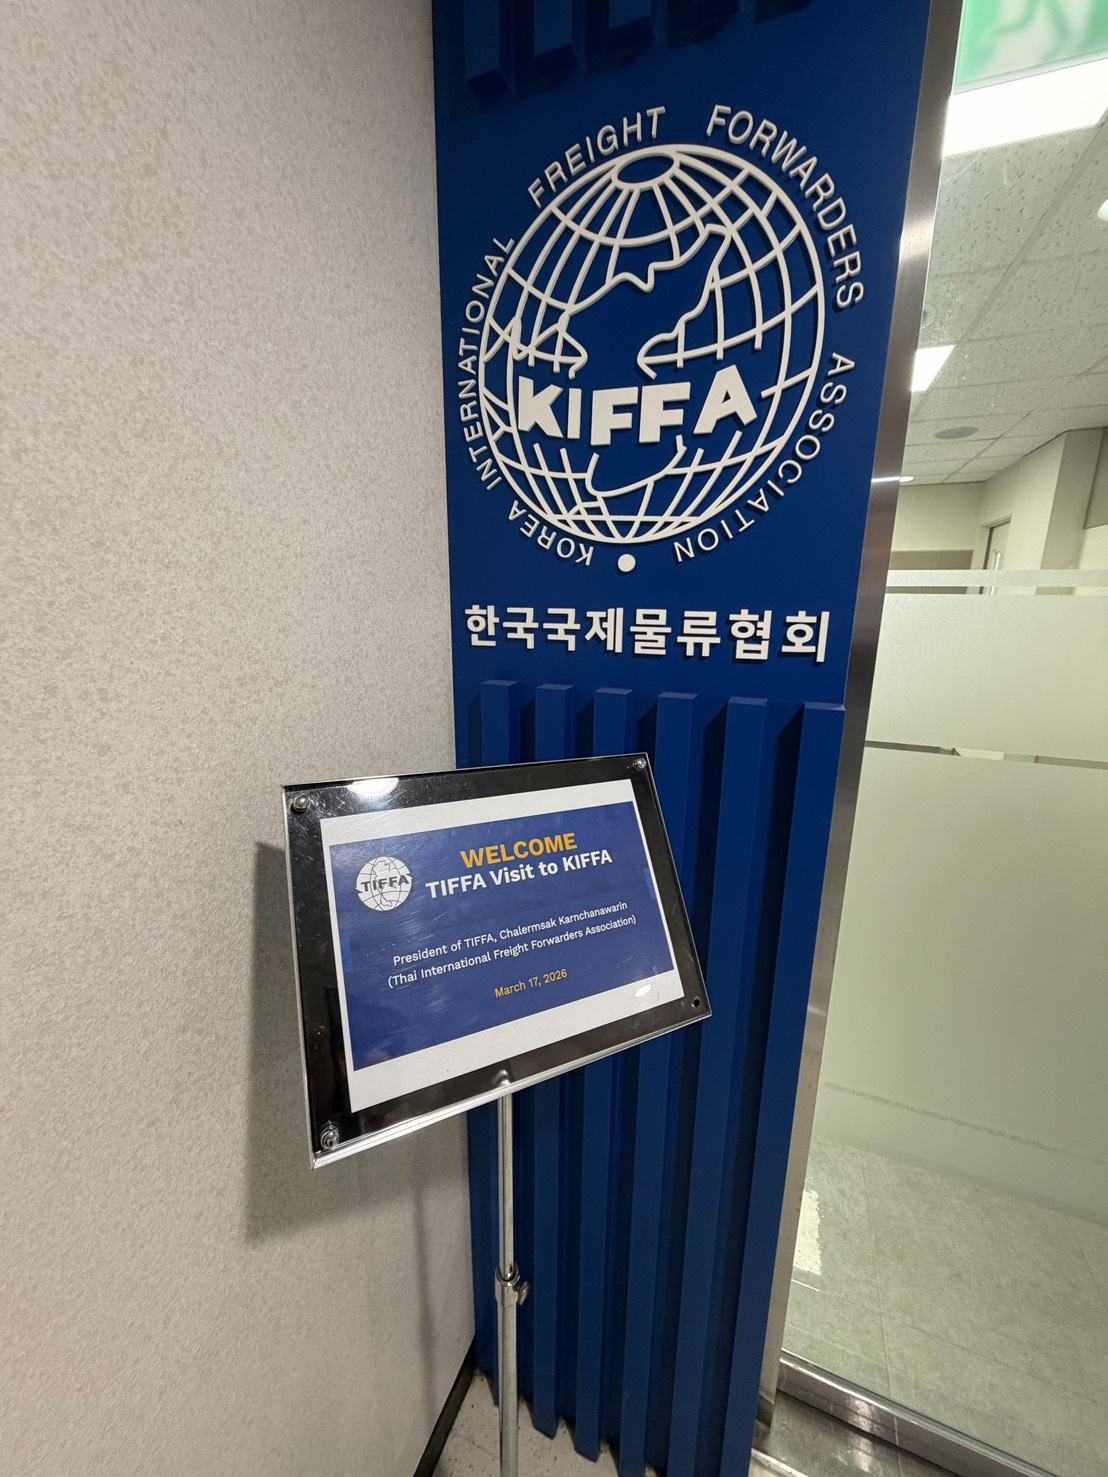 KOREA INTERNATIONAL FREIGHT FORWARDERS ASSOCIATION
KIFFA
한국국제물류협회
WELCOME
TIFFA
TIFFA Visit to KIFFA
President of TIFFA, Chalermsak Karnchanawarin
(Thai International Freight Forwarders Association)
March 17, 2026